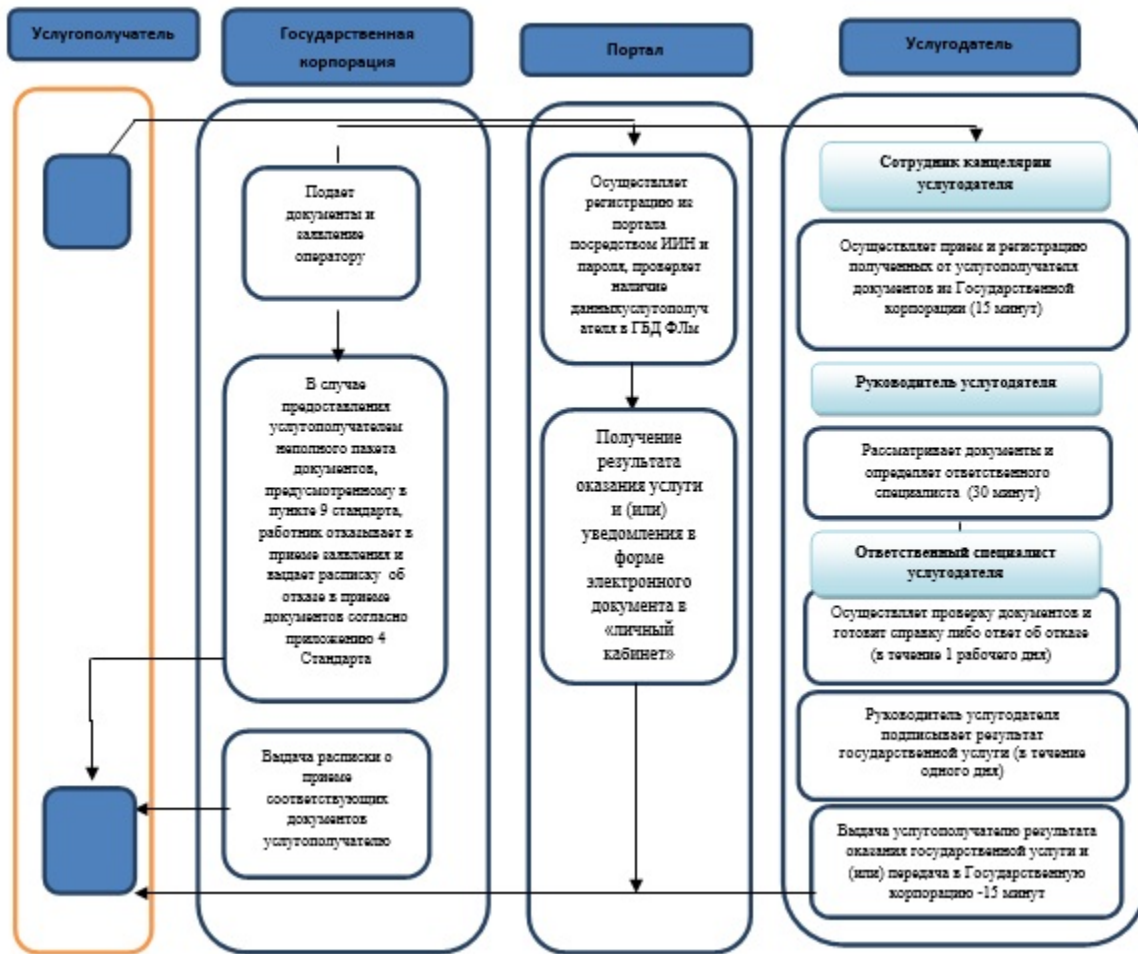 Услугополучатель
Государственная
корпорация
Портал
Услугодатель
Подает
документы и
заявление
оператору
В случае
предоставления
услугополучателем
неполного пакета
документов,
предусмотренному в
пункте 9 стандарта,
работник отказывает в
приеме заявления и
выдает расписку об
отказе в приеме
документов согласно
приложению 4
Стандарта
Выдача расписки о
приеме
соответствующих
документов
услугополучателю
Осуществляет
регистрацию из
портала
посредством ИИН и
пароля, проверяет
наличие
данныхуслугополуч
ателя в ГБД ФЛм
Получение
результата
оказания услуги
и (или)
уведомления в
форме
электронного
документа в
«личный
кабинет»
Сотрудник канцелярии
услугодателя
Осуществляет прием и регистрацию
полученных от услугополучателя
документов из Государственной
корпорации (15 минут)
Руководитель услугодателя
Рассматривает документы и
определяет ответственного
специалиста (30 минут)
Ответственный специалист
услугодателя
Осуществляет проверку документов и
готовит справку либо ответ об отказе
(в течение 1 рабочего дня)
Руководитель услугодателя
подписывает результат
государственной услуги (в течение
одного дня)
Выдача услугополучателю результата
оказания государственной услуги и
(или) передача в Государственную
корпорацию -15 минут